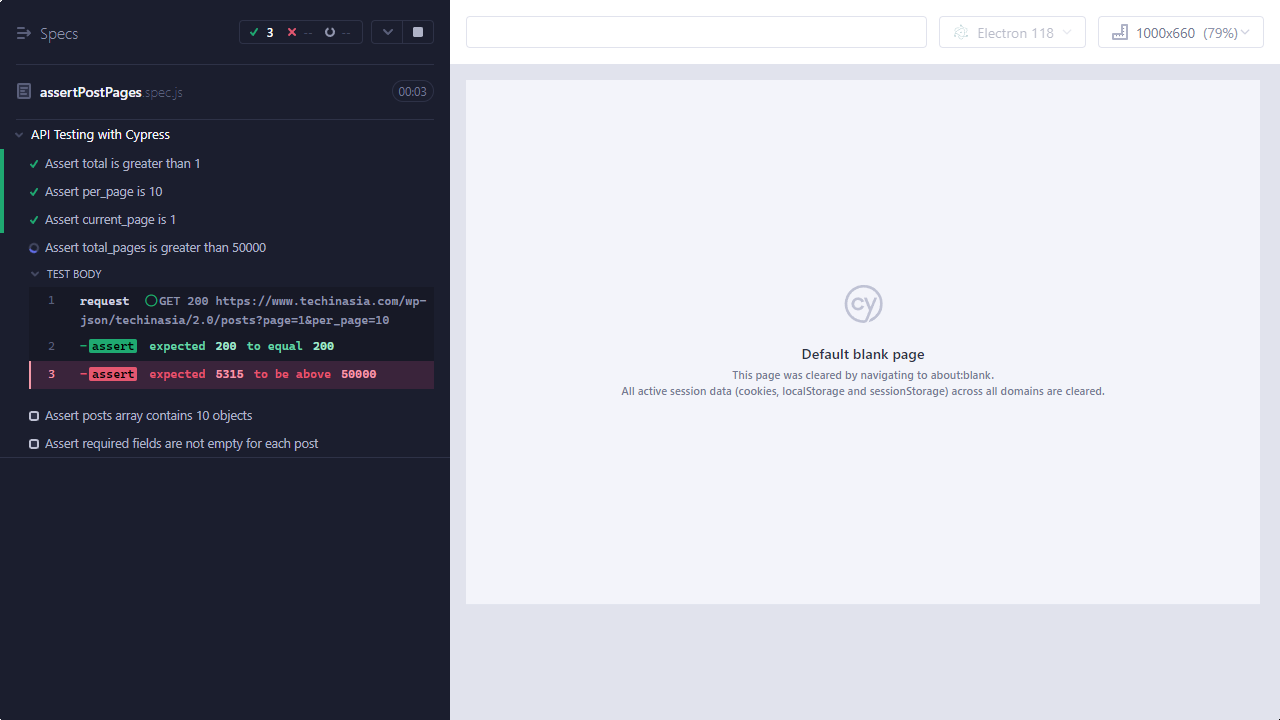 Specs
3
--
--
assertPostPages.spec.js
00:03
API Testing with Cypress
Assert total is greater than 1
Assert per_page is 10
Assert current_page is 1
Assert total_pages is greater than 50000
TEST BODY
1 request GET 200 https://www.techinasia.com/wp-
json/techinasia/2.0/posts?page=1&per_page=10
2 -assert expected 200 to equal 200
3 -assert expected 5315 to be above 50000
Assert posts array contains 10 objects
Assert required fields are not empty for each post
Electron 118
1000x660 (79%)
cy
Default blank page
This page was cleared by navigating to about:blank.
All active session data (cookies, localStorage and sessionStorage) across all domains are cleared.